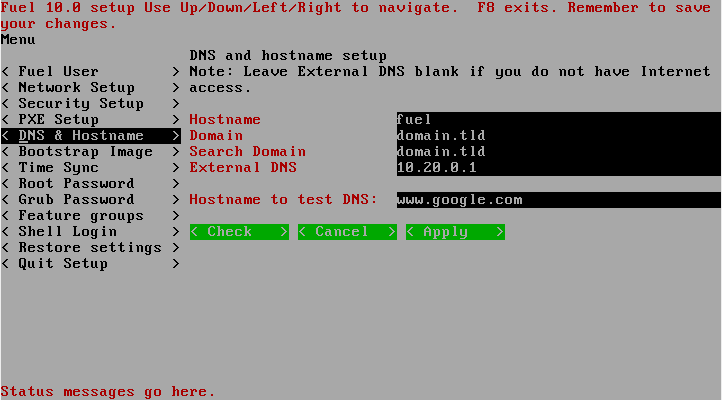 Fuel 10.0 setup Use Up/Down/Left/Right to navigate.  F8 exits. Remember to save
your changes.
Menu
DNS and hostname setup
< Fuel User        > Note: Leave External DNS blank if you do not have Internet
< Network Setup    > access.
< Security Setup   >
< PXE Setup        > Hostname               fuel
< DNS & Hostname   > Domain                 domain.tld
< Bootstrap Image  > Search Domain          domain.tld
< Time Sync        > External DNS           10.20.0.1
< Root Password    >
< Grub Password    > Hostname to test DNS:  www.google.com
< Feature groups   >
< Shell Login      > < Check   > < Cancel  > < Apply   >
< Restore settings >
< Quit Setup       >
Status messages go here.